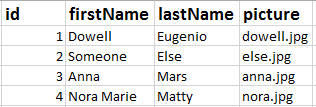 id firstName lastName picture
1 Dowell Eugenio dowell.jpg
2 Someone Else else.jpg
3 Anna Mars anna.jpg
4 Nora Marie Matty nora.jpg